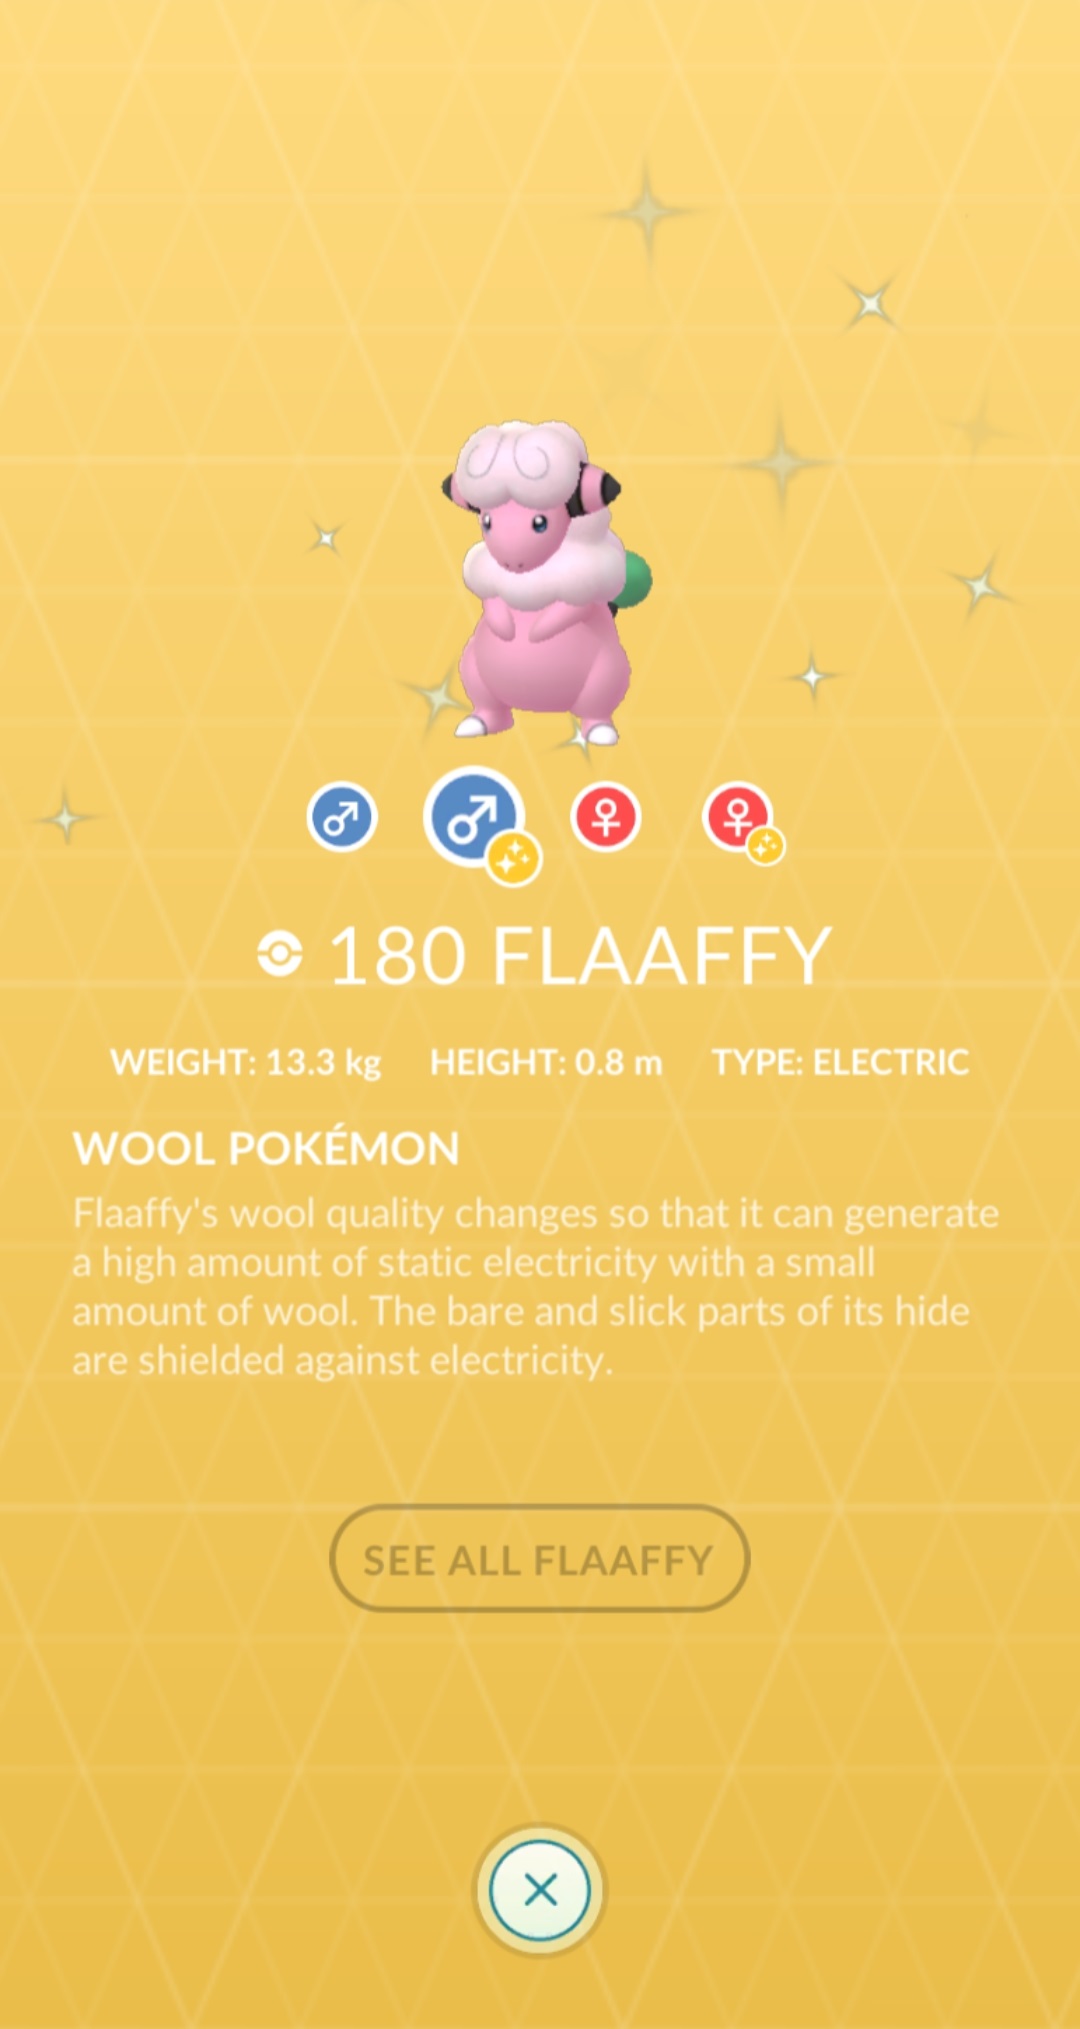 180 FLAAFFY
WEIGHT: 13.3 kg HEIGHT: 0.8 m TYPE: ELECTRIC
WOOL POKÉMON
Flaaffy's wool quality changes so that it can generate
a high amount of static electricity with a small
amount of wool. The bare and slick parts of its hide
are shielded against electricity.
SEE ALL FLAAFFY